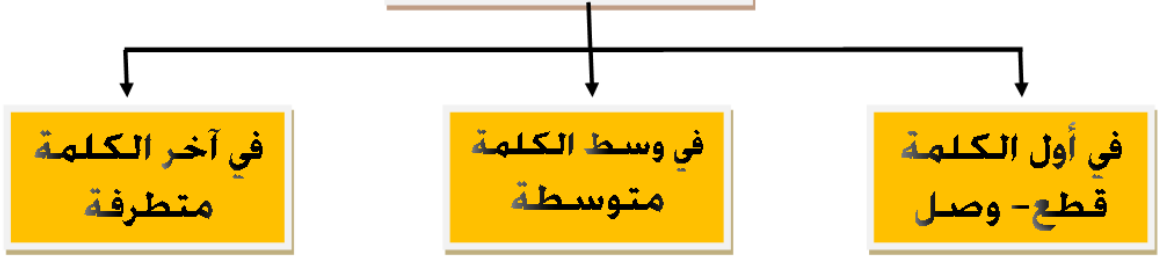 في أول الكلمة
قطع- وصل
في وسط الكلمة
متوسطة
في آخر الكلمة
متطرفة